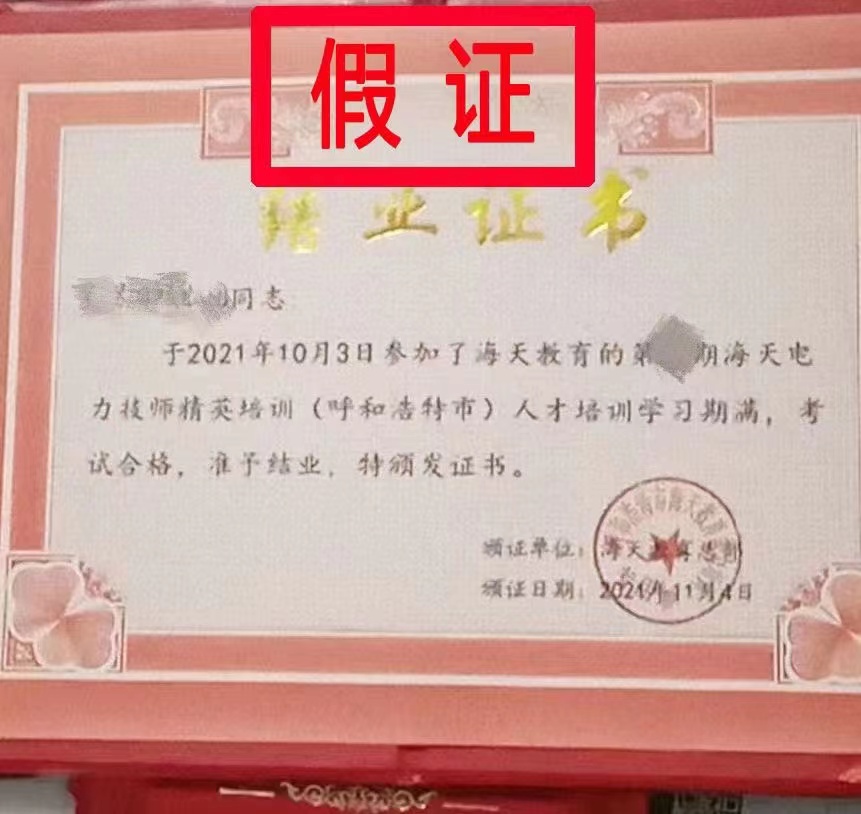 假证
结业证书
同志
于2021年10月3日参加了海天教育的第 期海天电
力技师精英培训（呼和浩特市）人才培训学习期满，考
试合格，准予结业，特颁发证书。
颁证单位：海天教育总部
颁证日期：2021年11月4日